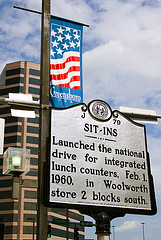 Greensboro
J 79
SIT-INS
Launched the national
drive for integrated
lunch counters, Feb. 1,
1960, in Woolworth
store 2 blocks south.